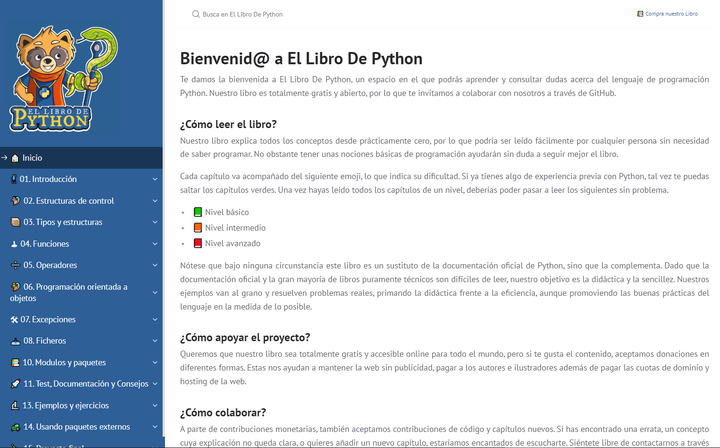 EL LIBRO DE
PYTHON
Inicio
01. Introducción
02. Estructuras de control
03. Tipos y estructuras
04. Funciones
05. Operadores
06. Programación orientada a
objetos
07. Excepciones
08. Ficheros
10. Modulos y paquetes
11. Test, Documentación y Consejos
13. Ejemplos y ejercicios
14. Usando paquetes externos
Busca en El Libro De Python
Compra nuestro Libro
Bienvenid@ a El Libro De Python
Te damos la bienvenida a El Libro De Python, un espacio en el que podrás aprender y consultar dudas acerca del lenguaje de programación
Python. Nuestro libro es totalmente gratis y abierto, por lo que te invitamos a colaborar con nosotros a través de GitHub.
¿Cómo leer el libro?
Nuestro libro explica todos los conceptos desde prácticamente cero, por lo que podría ser leído fácilmente por cualquier persona sin necesidad
de saber programar. No obstante tener unas nociones básicas de programación ayudarán sin duda a seguir mejor el libro.
Cada capítulo va acompañado del siguiente emoji, lo que indica su dificultad. Si ya tienes algo de experiencia previa con Python, tal vez te puedas
saltar los capítulos verdes. Una vez hayas leído todos los capítulos de un nivel, deberías poder pasar a leer los siguientes sin problema.
Nivel básico
Nivel intermedio
Nivel avanzado
Nótese que bajo ninguna circunstancia este libro es un sustituto de la documentación oficial de Python, sino que la complementa. Dado que la
documentación oficial y la gran mayoría de libros puramente técnicos son difíciles de leer, nuestro objetivo es la didáctica y la sencillez. Nuestros
ejemplos van al grano y resuelven problemas reales, primando la didáctica frente a la eficiencia, aunque promoviendo las buenas prácticas del
lenguaje en la medida de lo posible.
¿Cómo apoyar el proyecto?
Queremos que nuestro libro sea totalmente gratis y accesible online para todo el mundo, pero si te gusta el contenido, aceptamos donaciones en
diferentes formas. Estas nos ayudan a mantener la web sin publicidad, pagar a los autores e ilustradores además de pagar las cuotas de dominio y
hosting de la web.
¿Cómo colaborar?
A parte de contribuciones monetarias, también aceptamos contribuciones de código y capítulos nuevos. Si has encontrado una errata, un concepto
cuya explicación no queda clara, o quieres añadir un nuevo capítulo, estaríamos encantados de escucharte. Siéntete libre de contactarnos a través